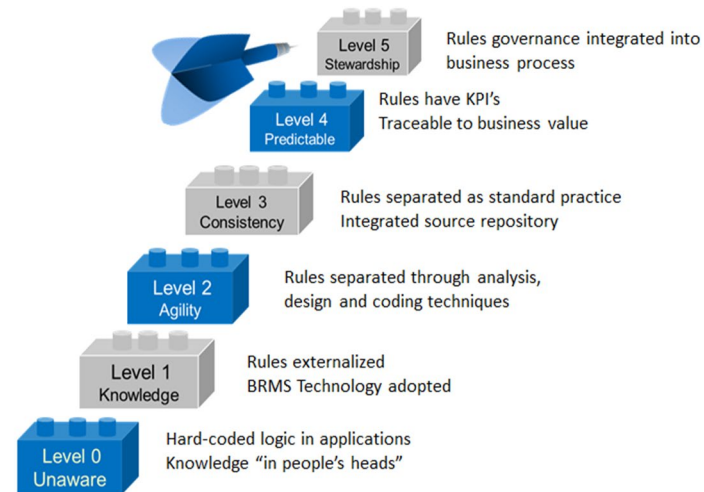 Level 5
Stewardship
Rules governance integrated into
business process
Level 4
Predictable
Rules have KPI's
Traceable to business value
Level 3
Consistency
Rules separated as standard practice
Integrated source repository
Level 2
Agility
Rules separated through analysis,
design and coding techniques
Level 1
Knowledge
Rules externalized
BRMS Technology adopted
Level 0
Unaware
Hard-coded logic in applications
Knowledge “in people’s heads”